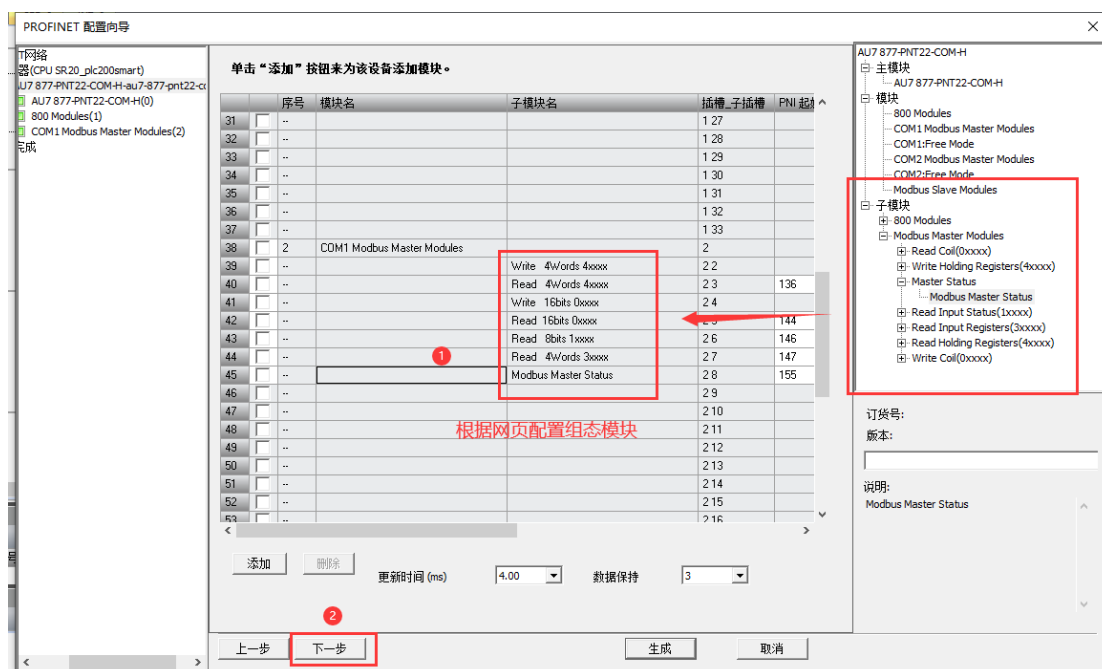 PROFINET 配置向导
T网络
器(CPU SR20_plc200smart)
U7 877-PNT22-COM-H-au7-877-pnt22-co
AU7 877-PNT22-COM-H(0)
800 Modules(1)
COM1 Modbus Master Modules(2)
完成
单击“添加”按钮来为该设备添加模块。
序号 模块名 子模块名 插槽_子插槽 PNI 起始
31 -- 1 27
32 -- 1 28
33 -- 1 29
34 -- 1 30
35 -- 1 31
36 -- 1 32
37 -- 1 33
38 2 COM1 Modbus Master Modules 2
39 -- Write 4Words 4xxxx 2 2
40 -- Read 4Words 4xxxx 2 3 136
41 -- Write 16bits 0xxxx 2 4
42 -- Read 16bits 0xxxx 144
43 -- Read 8bits 1xxxx 2 6 146
44 -- Read 4Words 3xxxx 2 7 147
45 -- Modbus Master Status 2 8 155
46 -- 2 9
47 -- 2 10
48 -- 2 11
49 -- 2 12
50 -- 2 13
51 -- 2 14
52 -- 2 15
53 -- 2 16
1
根据网页配置组态模块
添加
删除
更新时间 (ms)
4.00
数据保持
3
2
上一步
下一步
生成
取消
AU7 877-PNT22-COM-H
主模块
AU7 877-PNT22-COM-H
模块
800 Modules
COM1 Modbus Master Modules
COM1:Free Mode
COM2 Modbus Master Modules
COM2:Free Mode
Modbus Slave Modules
子模块
800 Modules
Modbus Master Modules
Read Coil(0xxxx)
Write Holding Registers(4xxxx)
Master Status
Modbus Master Status
Read Input Status(1xxxx)
Read Input Registers(3xxxx)
Read Holding Registers(4xxxx)
Write Coil(0xxxx)
订货号:
版本:
说明:
Modbus Master Status